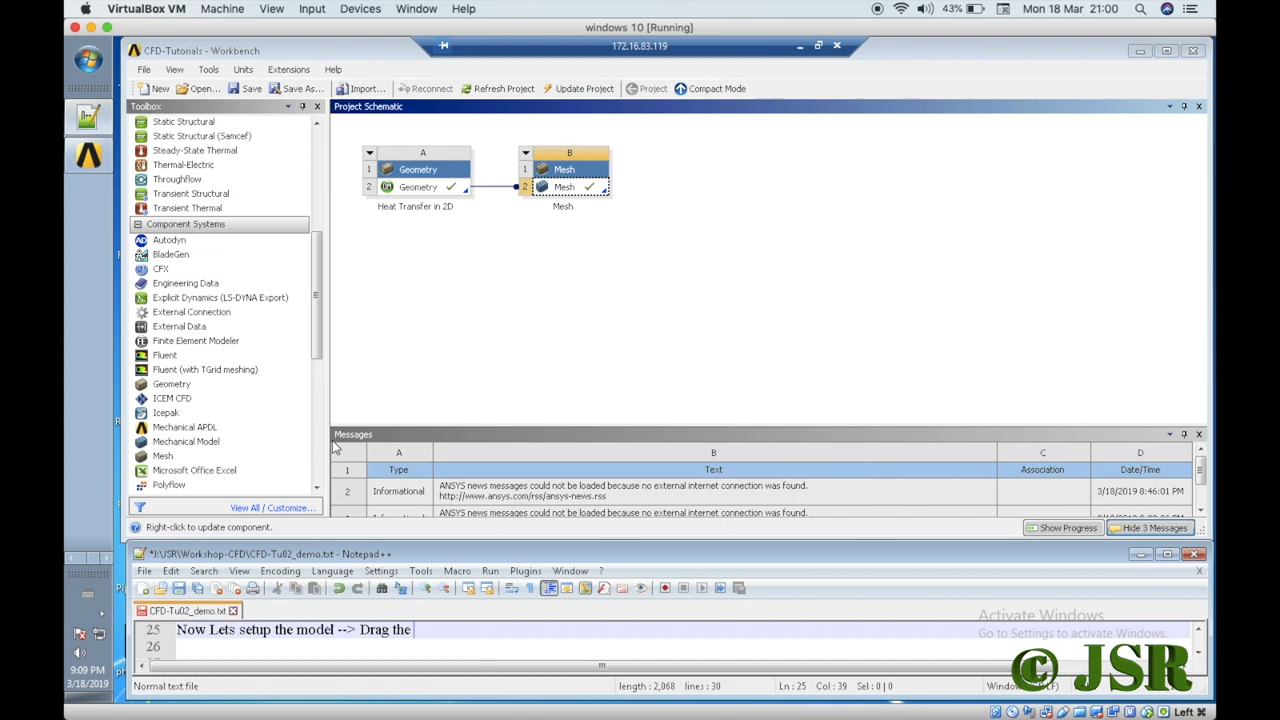 VirtualBox VM Machine View Input Devices Window Help 43% Mon 18 Mar 21:00
windows 10 [Running]
CFD-Tutorials - Workbench
172.16.83.119
File View Tools Units Extensions Help
New Open... Save Save As... Import... Reconnect Refresh Project Update Project Project Compact Mode
Toolbox
Project Schematic
Static Structural
Static Structural (Samcef)
Steady-State Thermal
Thermal-Electric
Throughflow
Transient Structural
Transient Thermal
Component Systems
Autodyn
BladeGen
CFX
Engineering Data
Explicit Dynamics (LS-DYNA Export)
External Connection
External Data
Finite Element Modeler
Fluent
Fluent (with TGrid meshing)
Geometry
ICEM CFD
Icepak
Mechanical APDL
Mechanical Model
Mesh
Microsoft Office Excel
Polyflow
View All / Customize...
A
1 Geometry
2 Geometry
Heat Transfer in 2D
B
1 Mesh
2 Mesh
Mesh
Messages
A B C D
1 Type Text Association Date/Time
2 Informational ANSYS news messages could not be loaded because no external internet connection was found.
http://www.ansys.com/rss/ansys-news.rss 3/18/2019 8:46:01 PM
ANSYS news messages could not be loaded because no external internet connection was found.
Right-click to update component.
Show Progress Hide 3 Messages
*J:\JSR\Workshop-CFD\CFD-Tu02_demo.txt - Notepad++
File Edit Search View Encoding Language Settings Tools Macro Run Plugins Window ?
CFD-Tu02_demo.txt
25 Now Lets setup the model --> Drag the
26
Activate Windows
Go to Settings to activate Windows.
Normal text file length : 2,068 lines : 30 Ln : 25 Col : 39 Sel : 0 | 0
9:09 PM
3/18/2019
© JSR
Left ⌘